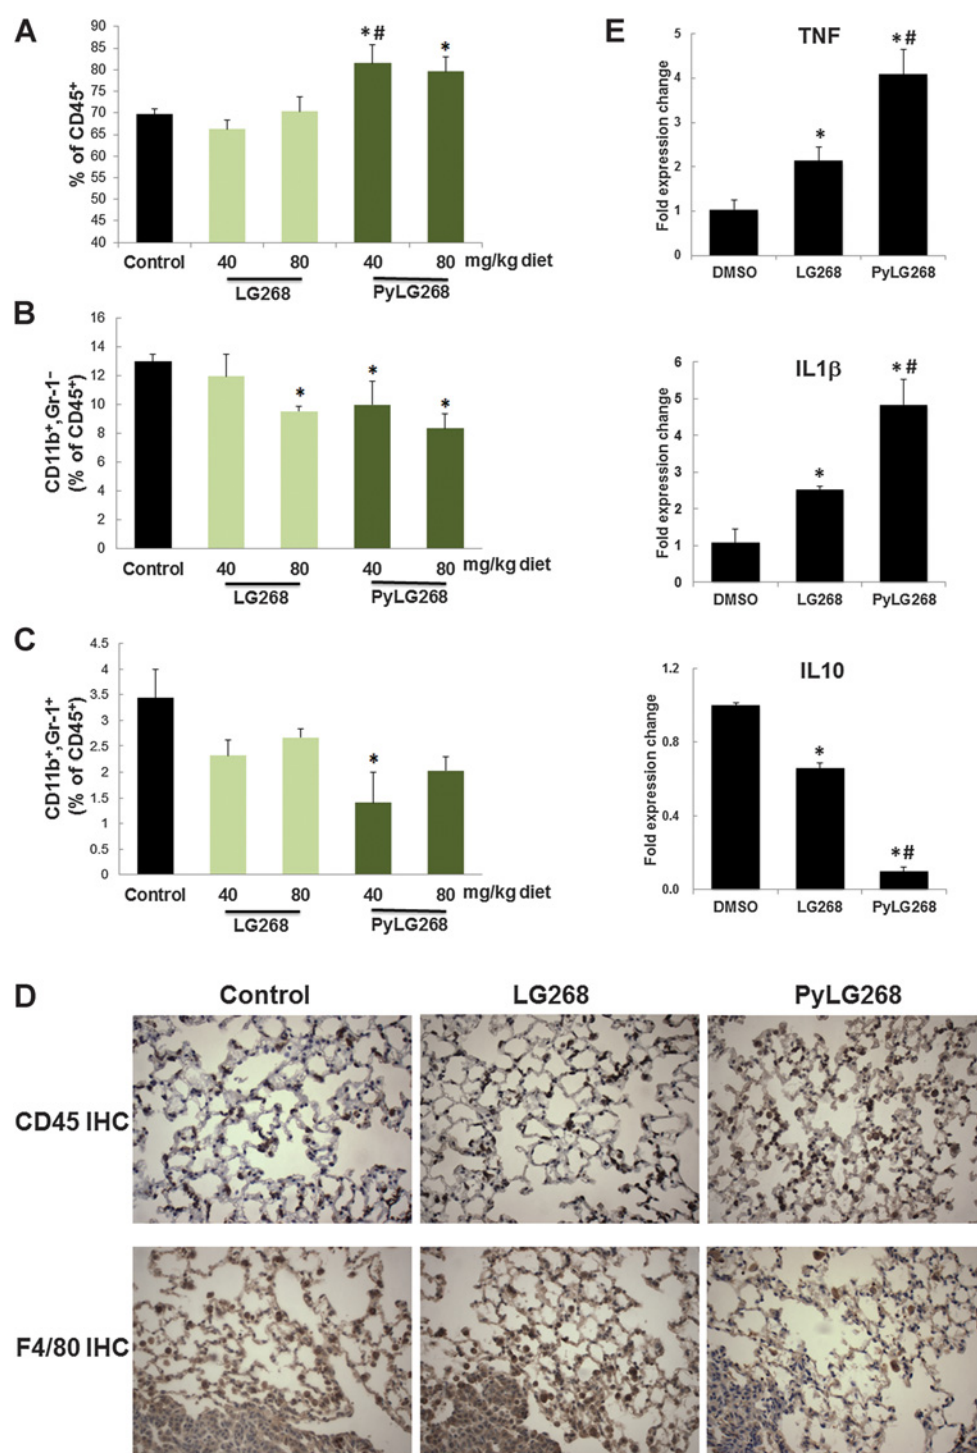 A
% of CD45⁺
90
85
80
75
70
65
60
55
50
45
40
*#
*
Control
40
80
40
80
mg/kg diet
LG268
PyLG268
B
CD11b⁺,Gr-1⁻
(% of CD45⁺)
16
14
12
10
8
6
4
2
0
*
*
*
Control
40
80
40
80
mg/kg diet
LG268
PyLG268
C
CD11b⁺,Gr-1⁺
(% of CD45⁺)
4.5
4
3.5
3
2.5
2
1.5
1
0.5
0
*
Control
40
80
40
80
mg/kg diet
LG268
PyLG268
E
TNF
Fold expression change
5
4
3
2
1
0
*
*#
DMSO
LG268
PyLG268
IL1β
Fold expression change
6
5
4
3
2
1
0
*
*#
DMSO
LG268
PyLG268
IL10
Fold expression change
1.2
0.8
0.4
0.0
*
*#
DMSO
LG268
PyLG268
D
Control
LG268
PyLG268
CD45 IHC
F4/80 IHC